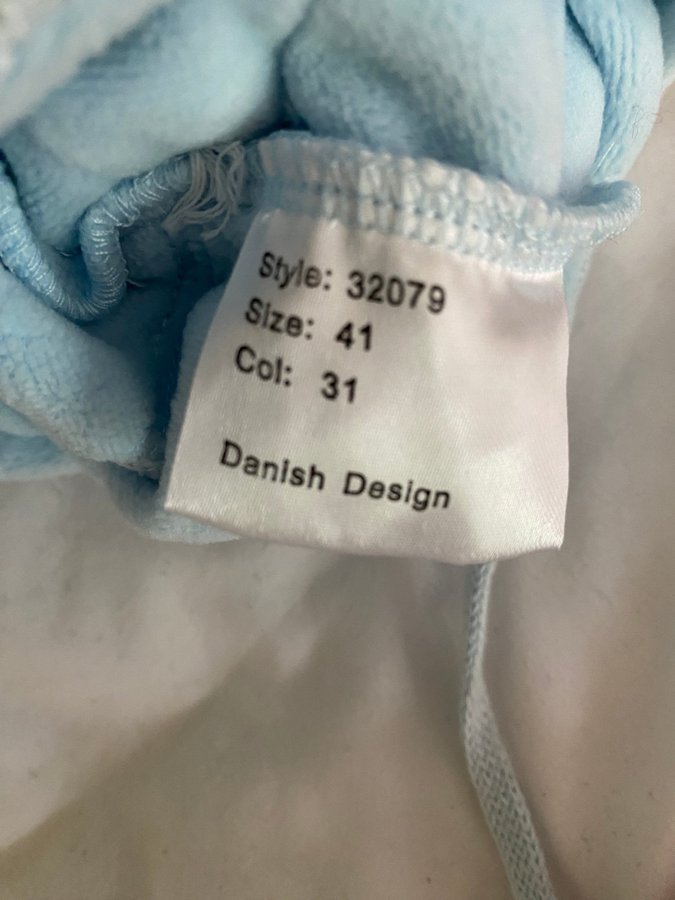 Style: 32079
Size: 41
Col: 31
Danish Design